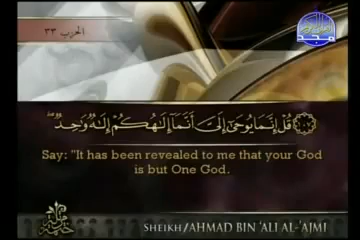 الحزب ٣٣
قُلْ إِنَّمَا يُوحَىٰ إِلَىَّ أَنَّمَآ إِلَـٰهُكُمْ إِلَـٰهٌ وَٰحِدٌ ۖ
Say: "It has been revealed to me that your God
is but One God.
SHEIKH/AHMAD BIN 'ALI AL-'AJMI